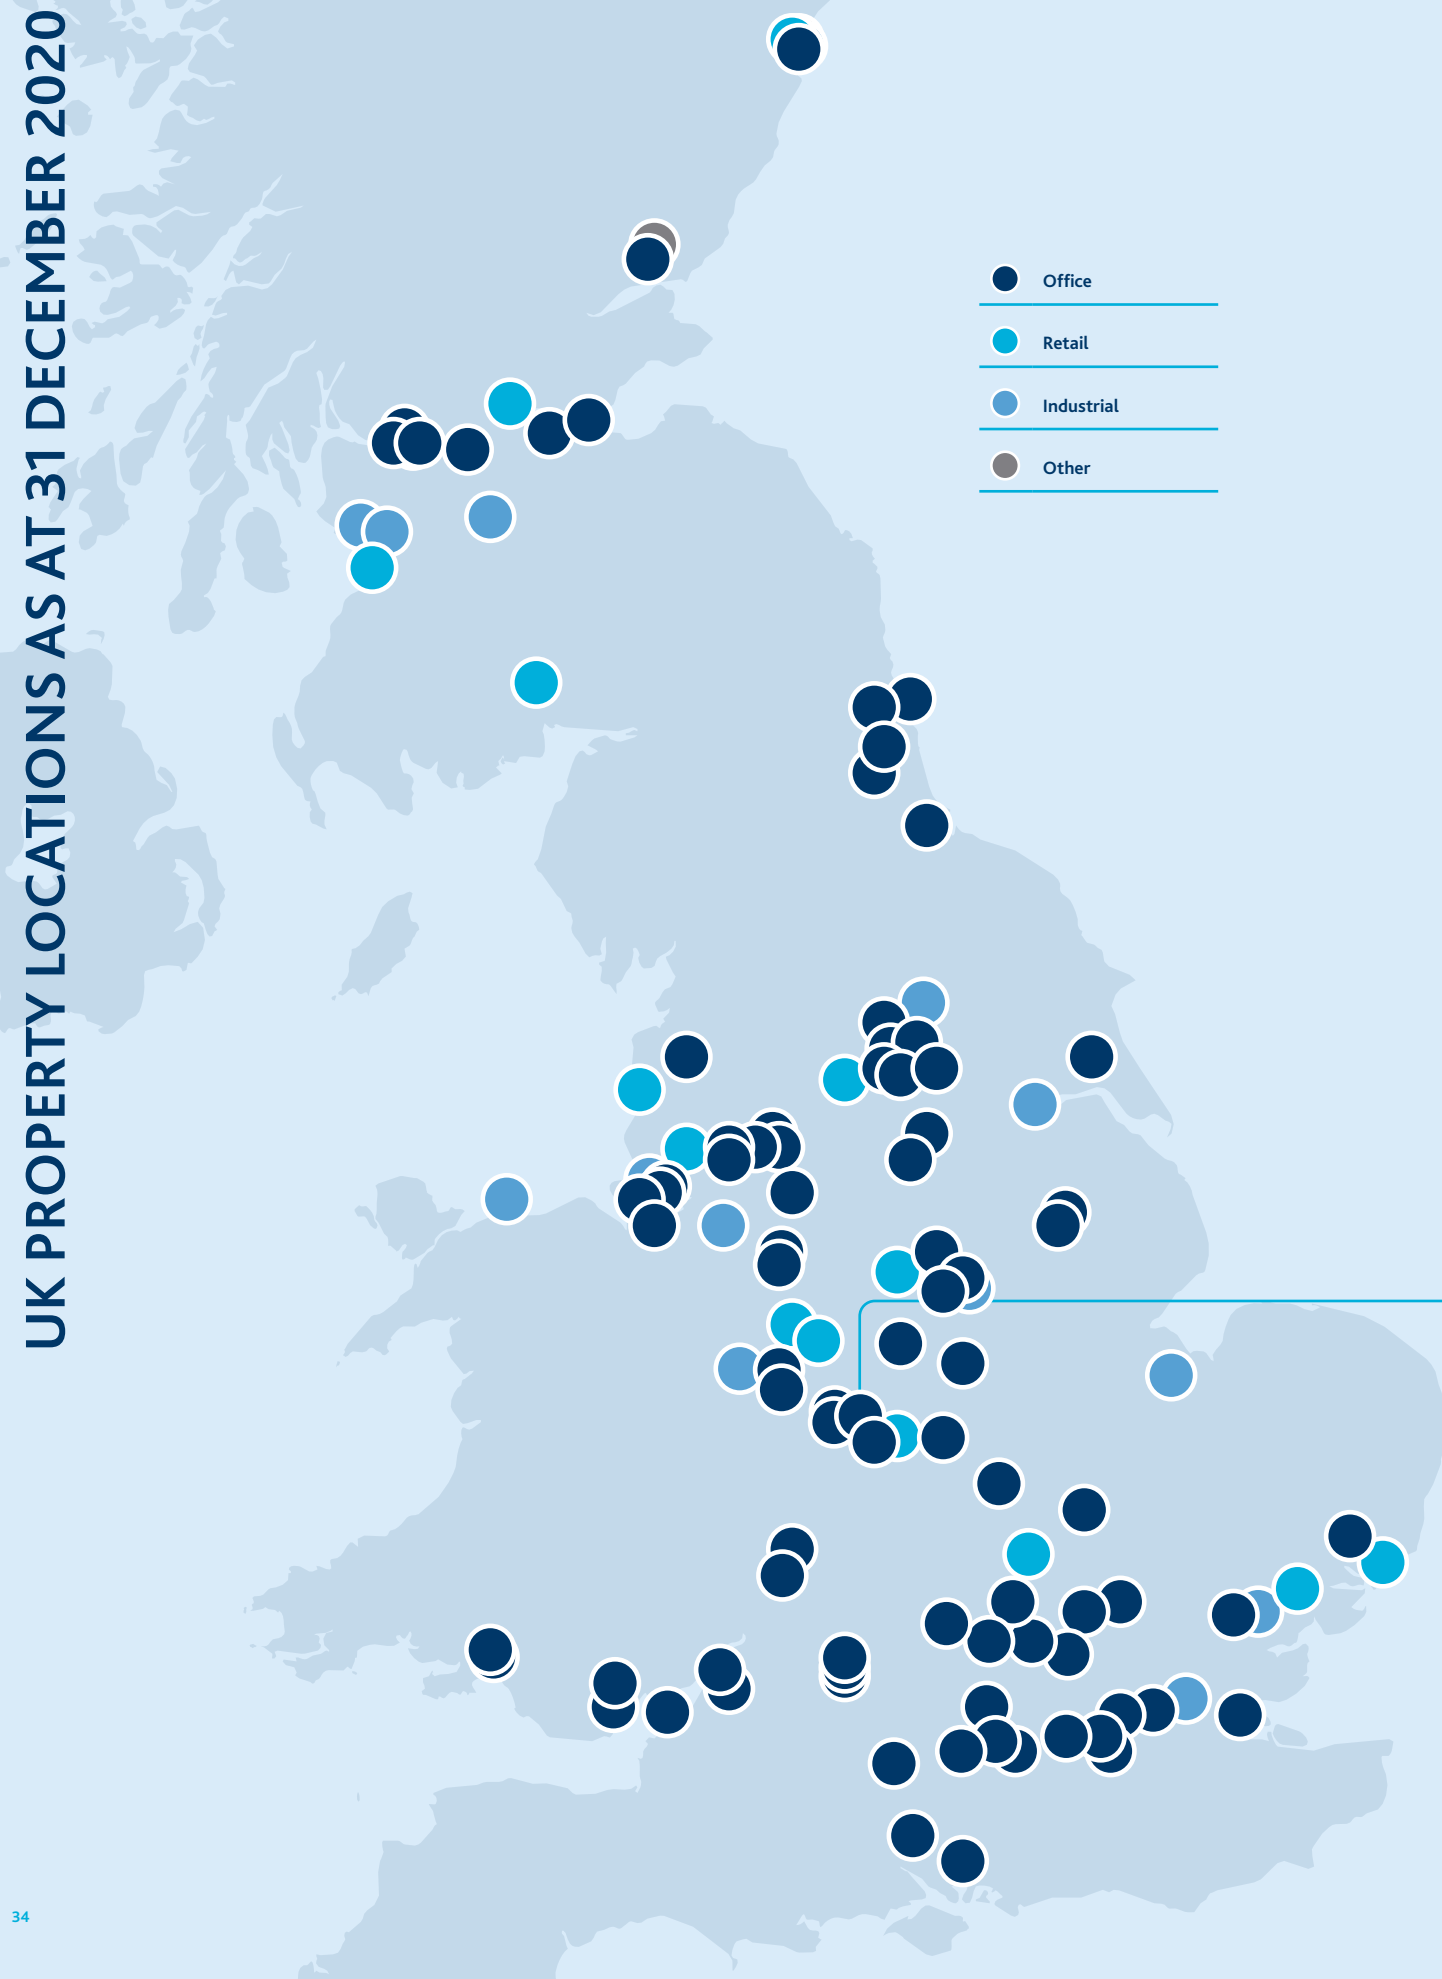 UK PROPERTY LOCATIONS AS AT 31 DECEMBER 2020
Office
Retail
Industrial
Other
34